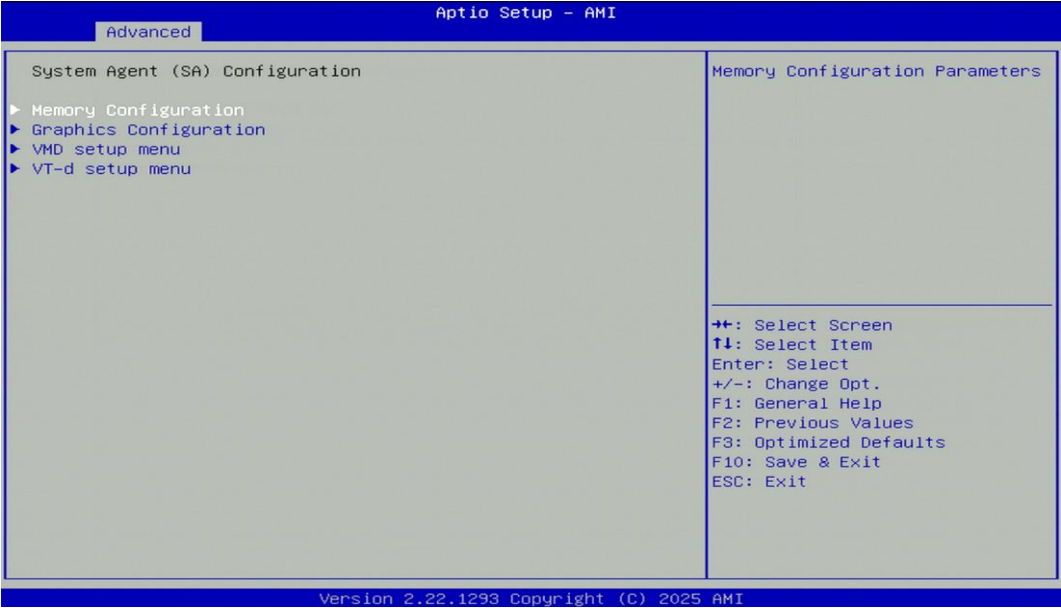 Aptio Setup – AMI
Advanced
System Agent (SA) Configuration
Memory Configuration Parameters
▶ Memory Configuration
▶ Graphics Configuration
▶ VMD setup menu
▶ VT-d setup menu
→←: Select Screen
↑↓: Select Item
Enter: Select
+/-: Change Opt.
F1: General Help
F2: Previous Values
F3: Optimized Defaults
F10: Save & Exit
ESC: Exit
Version 2.22.1293 Copyright (C) 2025 AMI